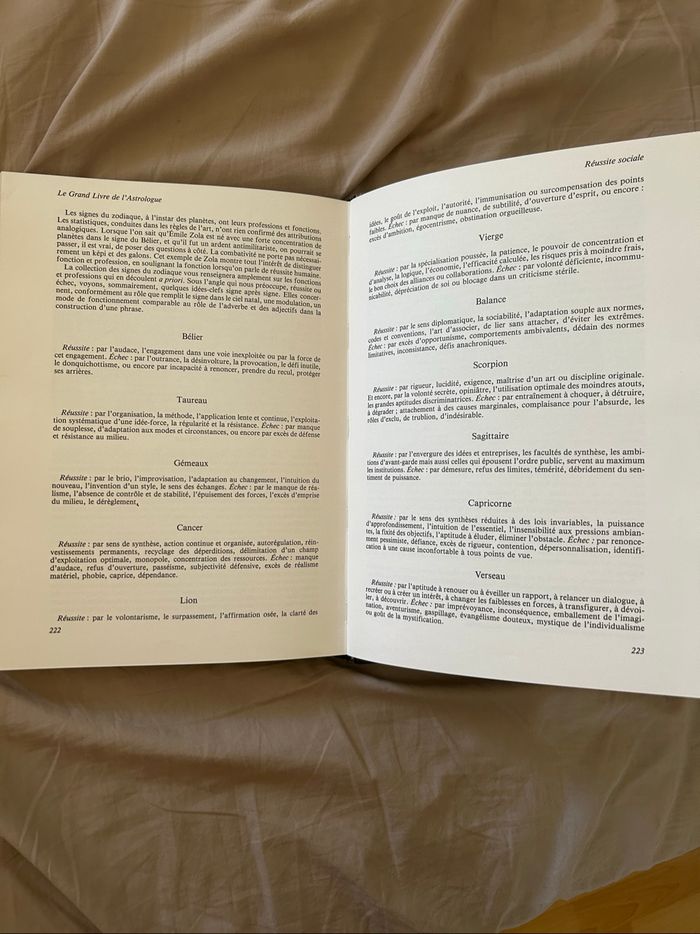 Le Grand Livre de l'Astrologue
Les signes du zodiaque, à l'instar des planètes, ont leurs professions et fonctions.
Les statistiques, conduites dans les règles de l'art, n'ont rien confirmé des attributions
analogiques. Lorsque l'on sait qu'Émile Zola est né avec une forte concentration de
planètes dans le signe du Bélier, et qu'il fut un ardent antimilitariste, on pourrait se
passer, il est vrai, de poser des questions à côté. La combativité ne porte pas nécessai-
rement un képi et des galons. Cet exemple de Zola montre tout l'intérêt de distinguer
fonction et profession, en soulignant la fonction lorsqu'on parle de réussite humaine.
La collection des signes du zodiaque vous renseignera amplement sur les fonctions
et professions qui en découlent a priori. Sous l'angle qui nous préoccupe, réussite ou
échec, voyons, sommairement, quelques idées-clefs signe après signe. Elles concer-
nent, conformément au rôle que remplit le signe dans le ciel natal, une modulation, un
mode de fonctionnement comparable au rôle de l'adverbe et des adjectifs dans la
construction d'une phrase.
Bélier
Réussite : par l'audace, l'engagement dans une voie inexploitée ou par la force de
cet engagement. Échec : par l'outrance, la désinvolture, la provocation, le défi inutile,
le donquichottisme, ou encore par incapacité à renoncer, prendre du recul, protéger
ses arrières.
Taureau
Réussite : par l'organisation, la méthode, l'application lente et continue, l'exploita-
tion systématique d'une idée-force, la régularité et la résistance. Échec : par manque
de souplesse, d'adaptation aux modes et circonstances, ou encore par excès de défense
et résistance au milieu.
Gémeaux
Réussite : par le brio, l'improvisation, l'adaptation au changement, l'intuition du
nouveau, l'invention d'un style, le sens des échanges. Échec : par le manque de réa-
lisme, l'absence de contrôle et de stabilité, l'épuisement des forces, l'excès d'emprise
du milieu, le dérèglement.
Cancer
Réussite : par sens de synthèse, action continue et organisée, autorégulation, réin-
vestissements permanents, recyclage des déperditions, délimitation d'un champ
d'exploitation optimale, monopole, concentration des ressources. Échec : manque
d'audace, refus d'ouverture, passéisme, subjectivité défensive, excès de réalisme
matériel, phobie, caprice, dépendance.
Lion
Réussite : par le volontarisme, le surpassement, l'affirmation osée, la clarté des
222
Réussite sociale
idées, le goût de l'exploit, l'autorité, l'immunisation ou surcompensation des points
faibles. Échec : par manque de nuance, de subtilité, d'ouverture d'esprit, ou encore :
excès d'ambition, égocentrisme, obstination orgueilleuse.
Vierge
Réussite : par la spécialisation poussée, la patience, le pouvoir de concentration et
d'analyse, la logique, l'économie, l'efficacité calculée, les risques pris à moindre frais,
le bon choix des alliances ou collaborations. Échec : par volonté déficiente, incommu-
nicabilité, dépréciation de soi ou blocage dans un criticisme stérile.
Balance
Réussite : par le sens diplomatique, la sociabilité, l'adaptation souple aux normes,
codes et conventions, l'art d'associer, de lier sans attacher, d'éviter les extrêmes.
Échec : par excès d'opportunisme, comportements ambivalents, dédain des normes
limitatives, inconsistance, défis anachroniques.
Scorpion
Réussite : par rigueur, lucidité, exigence, maîtrise d'un art ou discipline originale.
Et encore, par la volonté secrète, opiniâtre, l'utilisation optimale des moindres atouts,
les grandes aptitudes discriminatrices. Échec : par entraînement à choquer, à détruire,
à dégrader ; attachement à des causes marginales, complaisance pour l'absurde, les
rôles d'exclu, de trublion, d'indésirable.
Sagittaire
Réussite : par l'envergure des idées et entreprises, les facultés de synthèse, les ambi-
tions d'avant-garde mais aussi celles qui épousent l'ordre public, servent au maximum
les institutions. Échec : par démesure, refus des limites, témérité, débridement du sen-
timent de puissance.
Capricorne
Réussite : par le sens des synthèses réduites à des lois invariables, la puissance
d'approfondissement, l'intuition de l'essentiel, l'insensibilité aux pressions ambian-
tes, la fixité des objectifs, l'aptitude à éluder, éliminer l'obstacle. Échec : par renonce-
ment pessimiste, défiance, excès de rigueur, contention, dépersonnalisation, identifi-
cation à une cause inconfortable à tous points de vue.
Verseau
Réussite : par l'aptitude à renouer ou à éveiller un rapport, à relancer un dialogue, à
recréer ou à créer un intérêt, à changer les faiblesses en forces, à transfigurer, à dévoi-
ler, à découvrir. Échec : par imprévoyance, inconséquence, emballement de l'imagi-
nation, aventurisme, gaspillage, évangélisme douteux, mystique de l'individualisme
ou goût de la mystification.
223